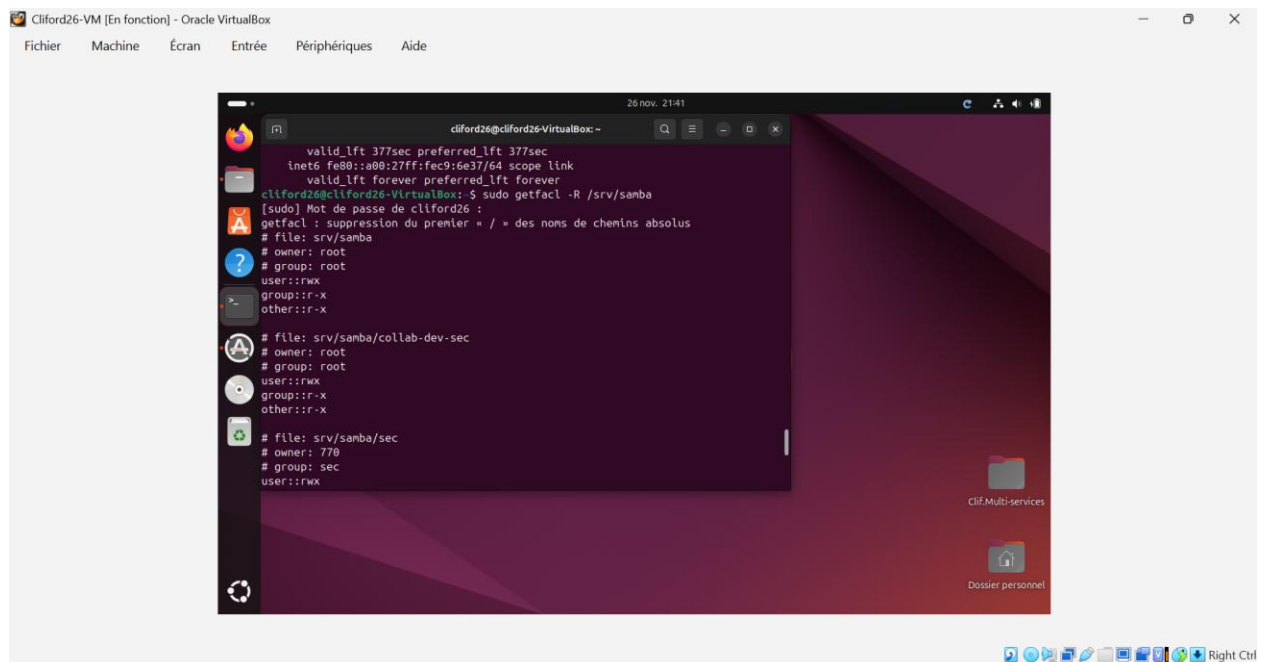 Cliford26-VM [En fonction] - Oracle VirtualBox
Fichier Machine Écran Entrée Périphériques Aide
26 nov. 21:41
cliford26@cliford26-VirtualBox: ~
valid_lft 377sec preferred_lft 377sec
inet6 fe80::a00:27ff:fec9:6e37/64 scope link
valid_lft forever preferred_lft forever
cliford26@cliford26-VirtualBox:~$ sudo getfacl -R /srv/samba
[sudo] Mot de passe de cliford26 :
getfacl : suppression du premier « / » des noms de chemins absolus
# file: srv/samba
# owner: root
# group: root
user::rwx
group::r-x
other::r-x
# file: srv/samba/collab-dev-sec
# owner: root
# group: root
user::rwx
group::r-x
other::r-x
# file: srv/samba/sec
# owner: 770
# group: sec
user::rwx
Clif.Multi-services
Dossier personnel
Right Ctrl